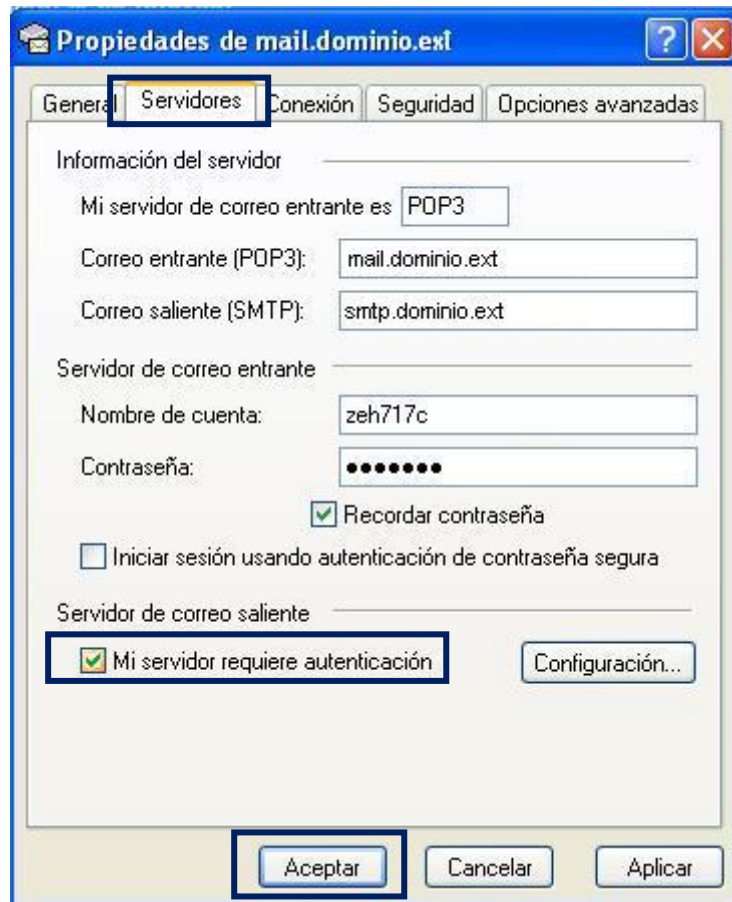 Propiedades de mail.dominio.ext
General Servidores Conexión Seguridad Opciones avanzadas
Información del servidor
Mi servidor de correo entrante es POP3
Correo entrante (POP3): mail.dominio.ext
Correo saliente (SMTP): smtp.dominio.ext
Servidor de correo entrante
Nombre de cuenta: zeh717c
Contraseña: •••••••
Recordar contraseña
Iniciar sesión usando autenticación de contraseña segura
Servidor de correo saliente
Mi servidor requiere autenticación Configuración...
Aceptar Cancelar Aplicar